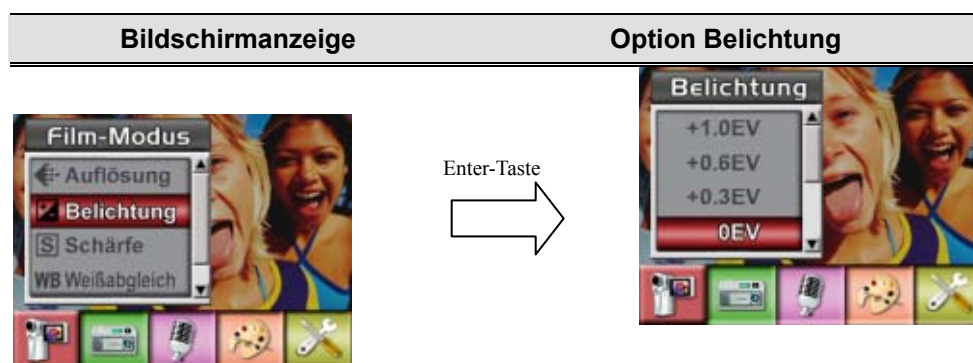 Bildschirmanzeige Option Belichtung
Film-Modus
Auflösung
Belichtung
S Schärfe
WB Weißabgleich
Enter-Taste
Belichtung
+1.0EV
+0.6EV
+0.3EV
0EV